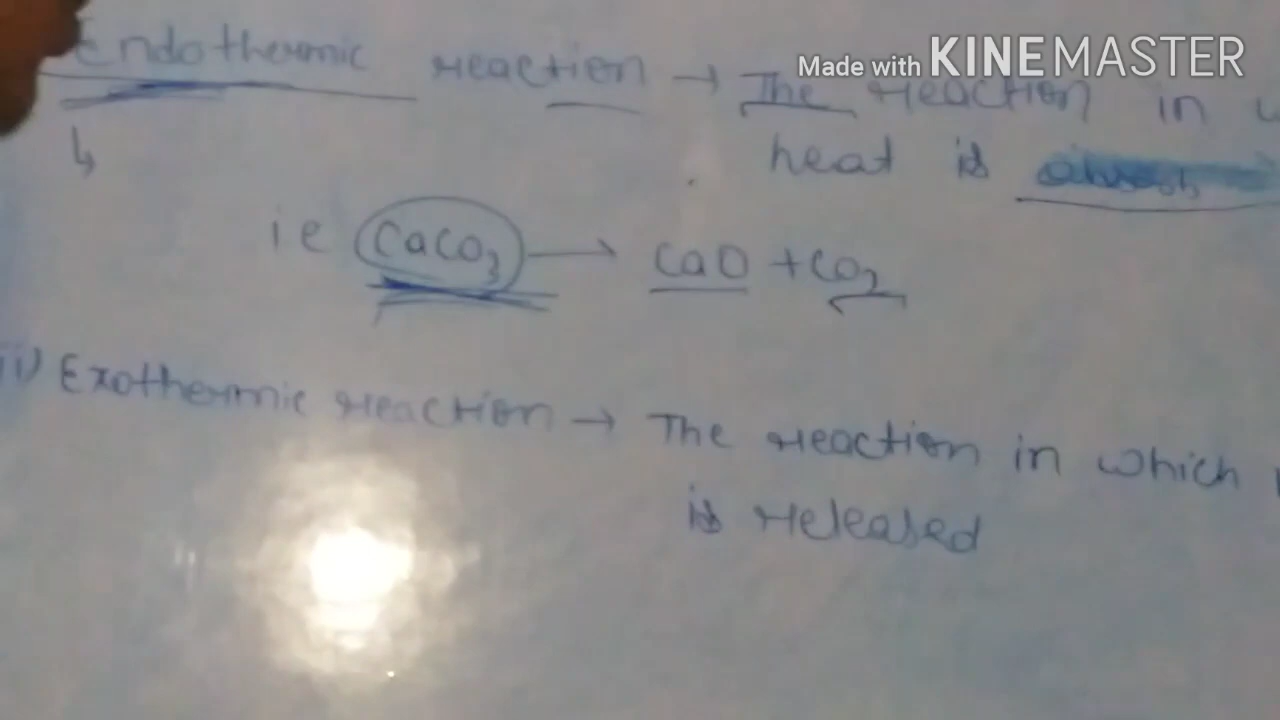 Made with KINEMASTER
Endothermic reaction → The reaction in
heat is
i e CaCO3 → CaO + CO2
ii) Exothermic reaction → The reaction in which
is released